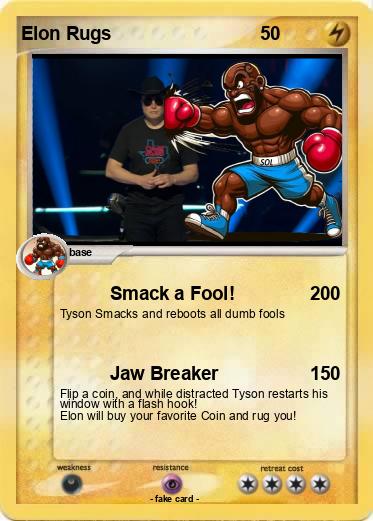 Elon Rugs 50
SOL
base
Smack a Fool! 200
Tyson Smacks and reboots all dumb fools
Jaw Breaker 150
Flip a coin, and while distracted Tyson restarts his
window with a flash hook!
Elon will buy your favorite Coin and rug you!
weakness resistance retreat cost
- fake card -